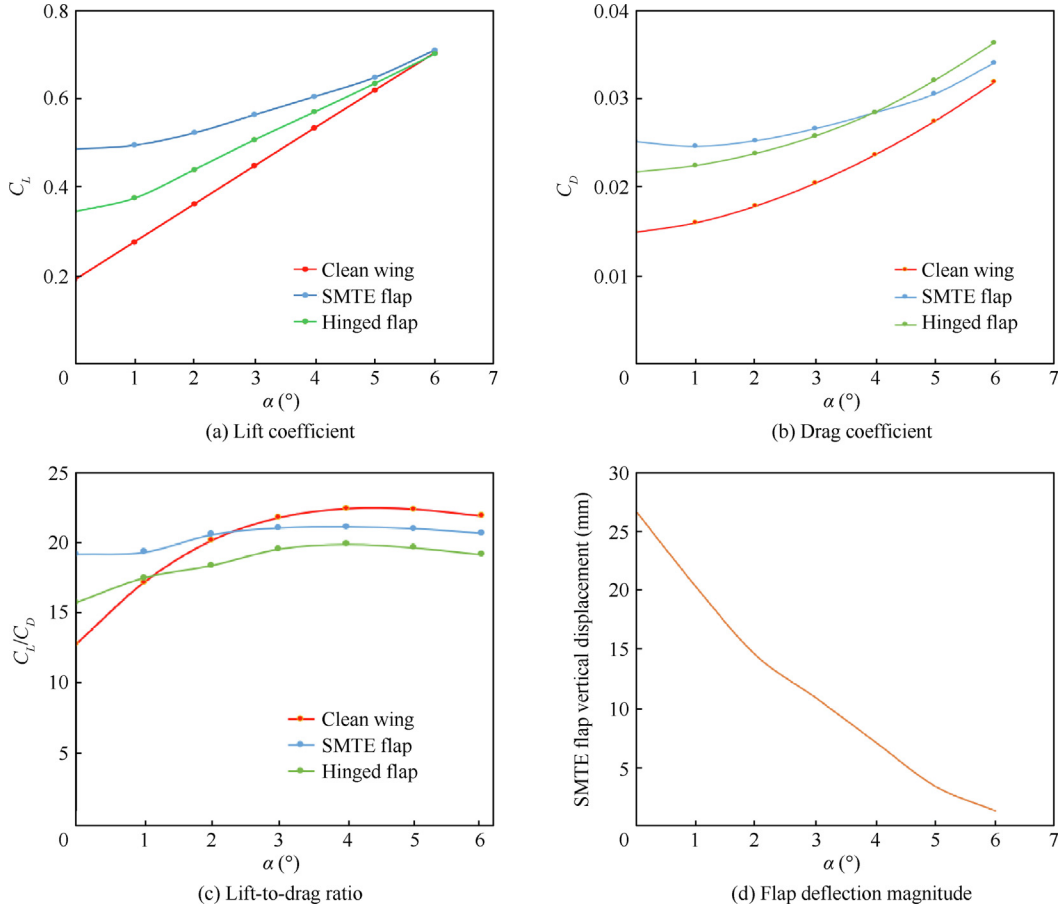 0.8
0.6
0.4
0.2
0
C_L
1 2 3 4 5 6 7
α (°)
Clean wing
SMTE flap
Hinged flap
(a) Lift coefficient
0.04
0.03
0.02
0.01
0
C_D
1 2 3 4 5 6 7
α (°)
Clean wing
SMTE flap
Hinged flap
(b) Drag coefficient
25
20
15
10
5
0
C_L/C_D
1 2 3 4 5 6
α (°)
Clean wing
SMTE flap
Hinged flap
(c) Lift-to-drag ratio
30
25
20
15
10
5
0
SMTE flap vertical displacement (mm)
1 2 3 4 5 6 7
α (°)
(d) Flap deflection magnitude